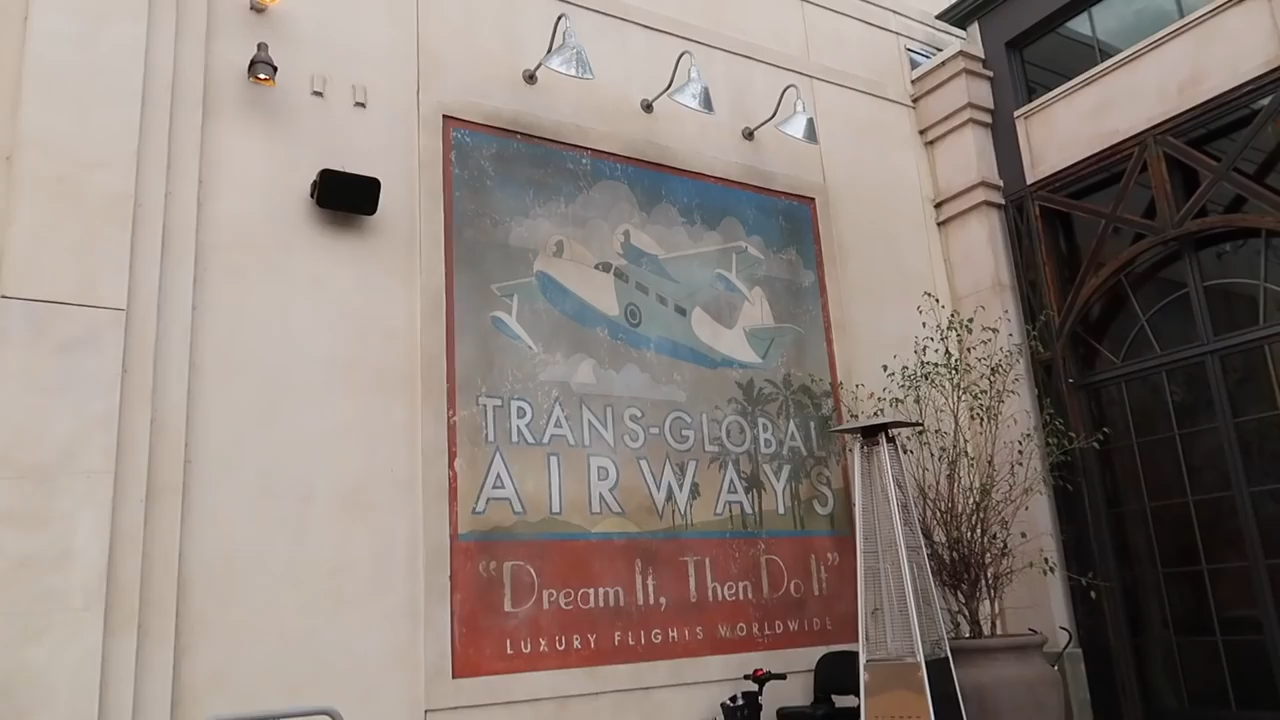 TRANS-GLOBAL
AIRWAYS
"Dream It, Then Do It"
LUXURY FLIGHTS WORLDWIDE